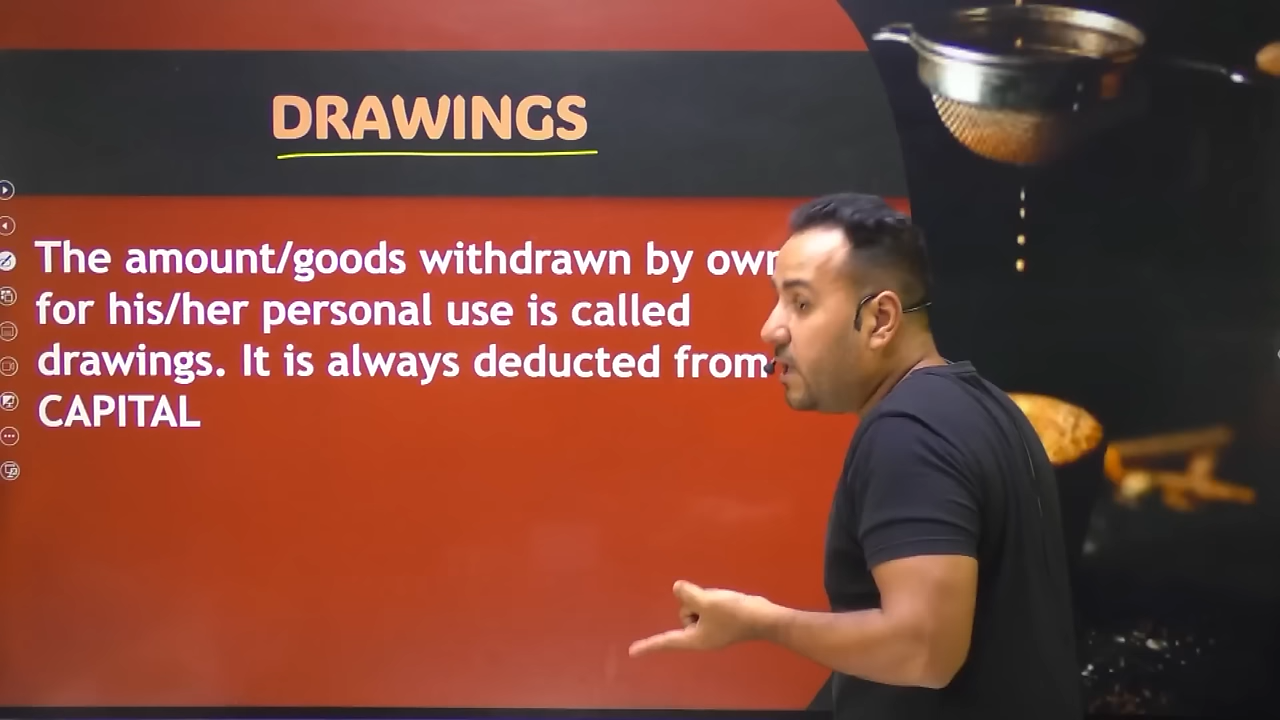 DRAWINGS
The amount/goods withdrawn by
for his/her personal use is called
drawings. It is always deducted from
CAPITAL